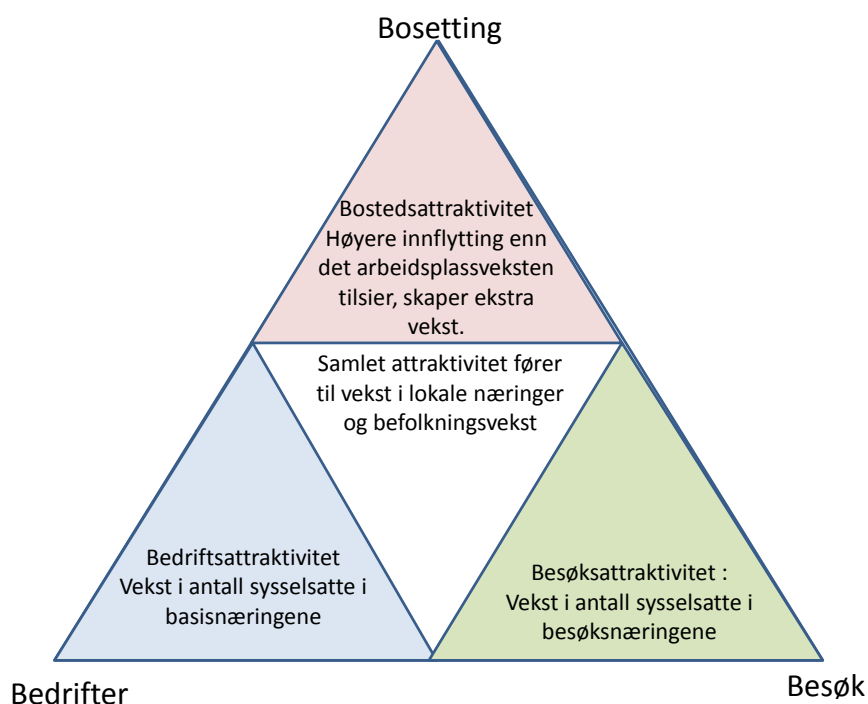 Bosetting
Bostedsattraktivitet
Høyere innflytting enn
det arbeidsplassveksten
tilsier, skaper ekstra
vekst.
Samlet attraktivitet fører
til vekst i lokale næringer
og befolkningsvekst
Bedriftsattraktivitet
Vekst i antall sysselsatte i
basisnæringene
Besøksattraktivitet :
Vekst i antall sysselsatte i
besøksnæringene
Bedrifter
Besøk